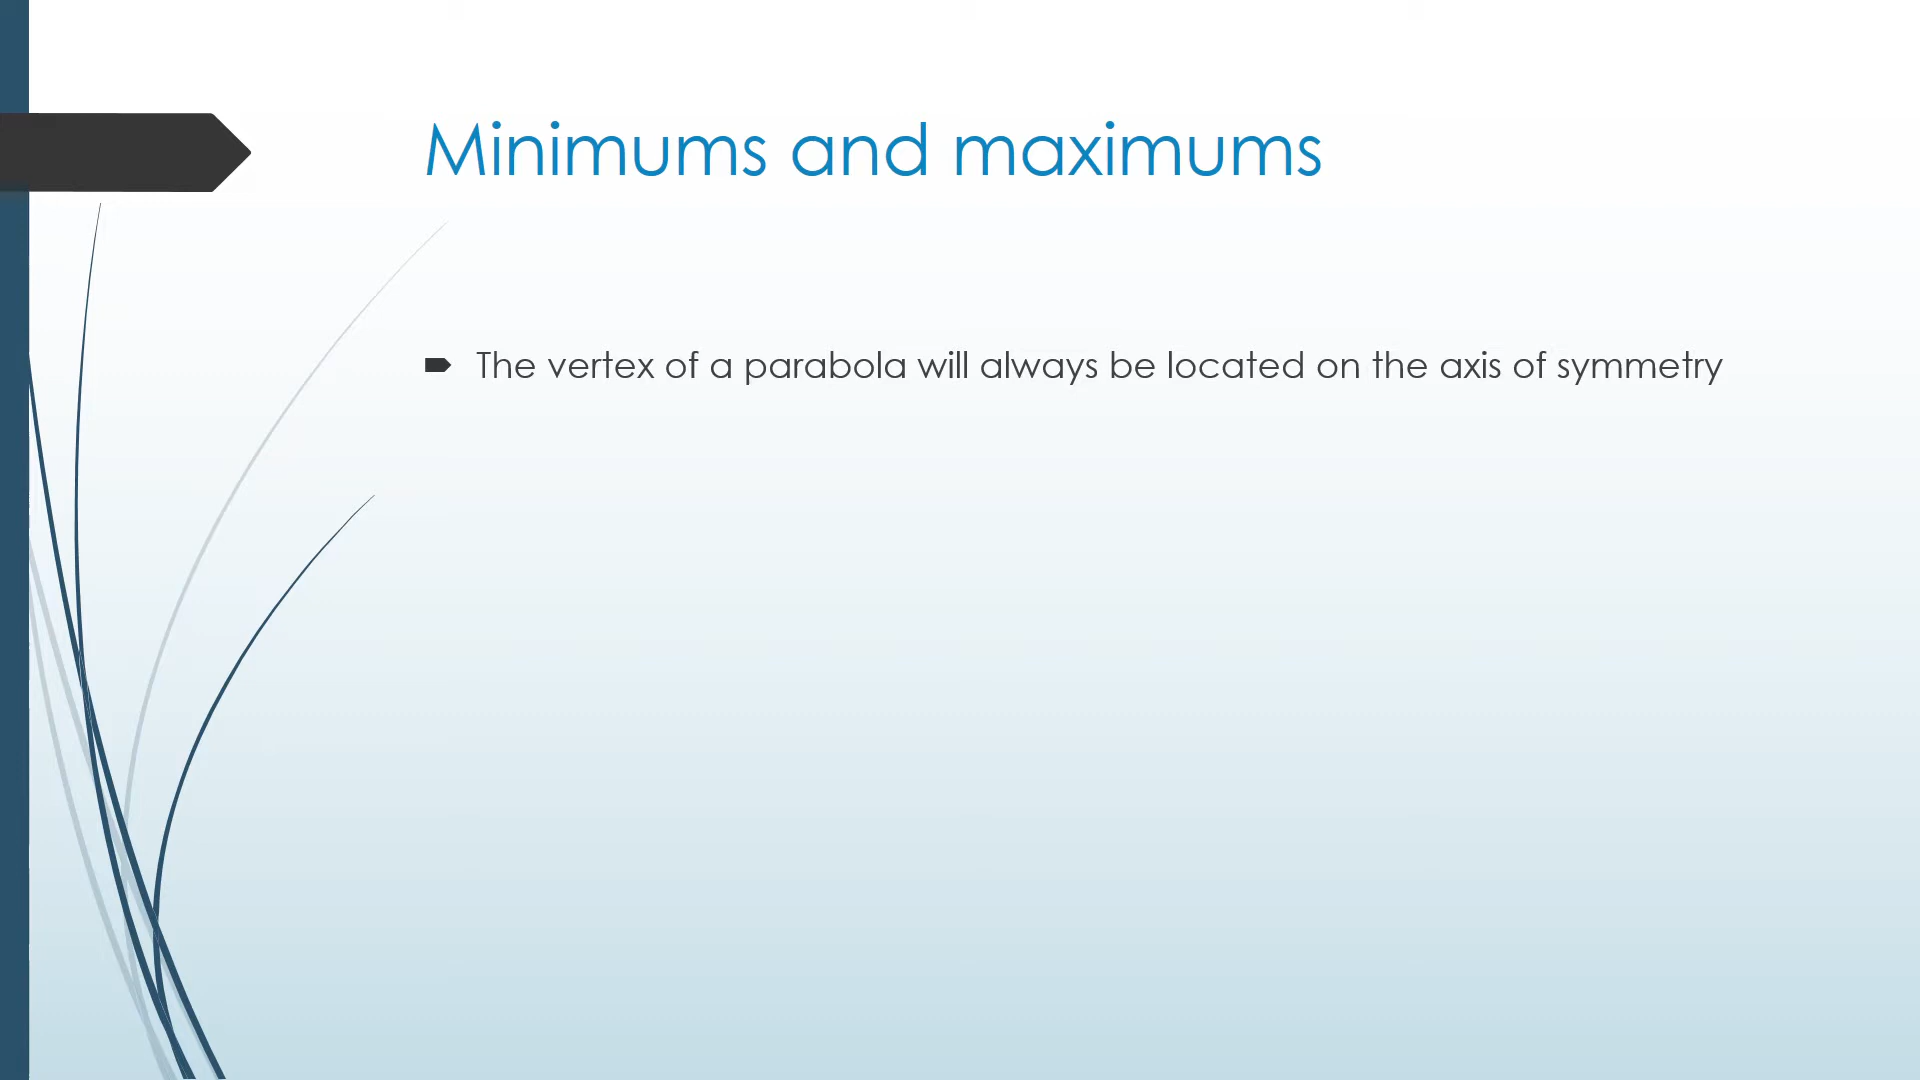 Minimums and maximums
The vertex of a parabola will always be located on the axis of symmetry